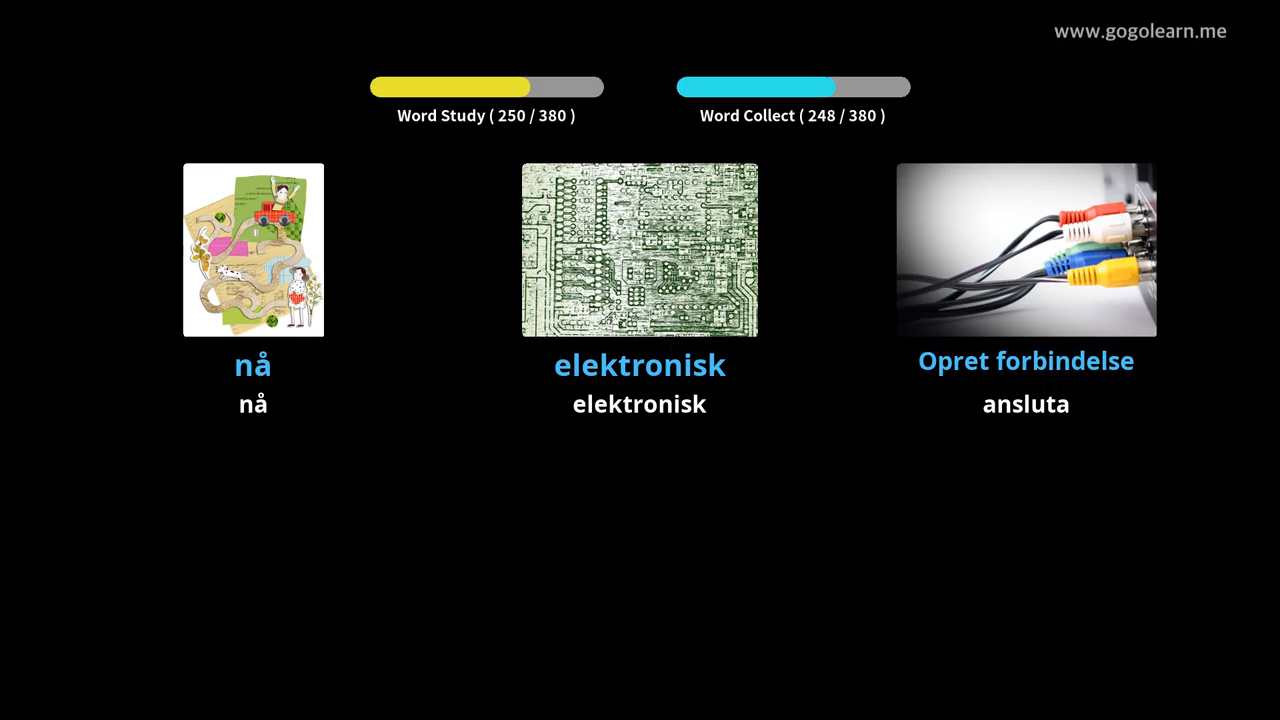 www.gogolearn.me
Word Study ( 250 / 380 )
Word Collect ( 248 / 380 )
nå
elektronisk
Opret forbindelse
nå
elektronisk
ansluta